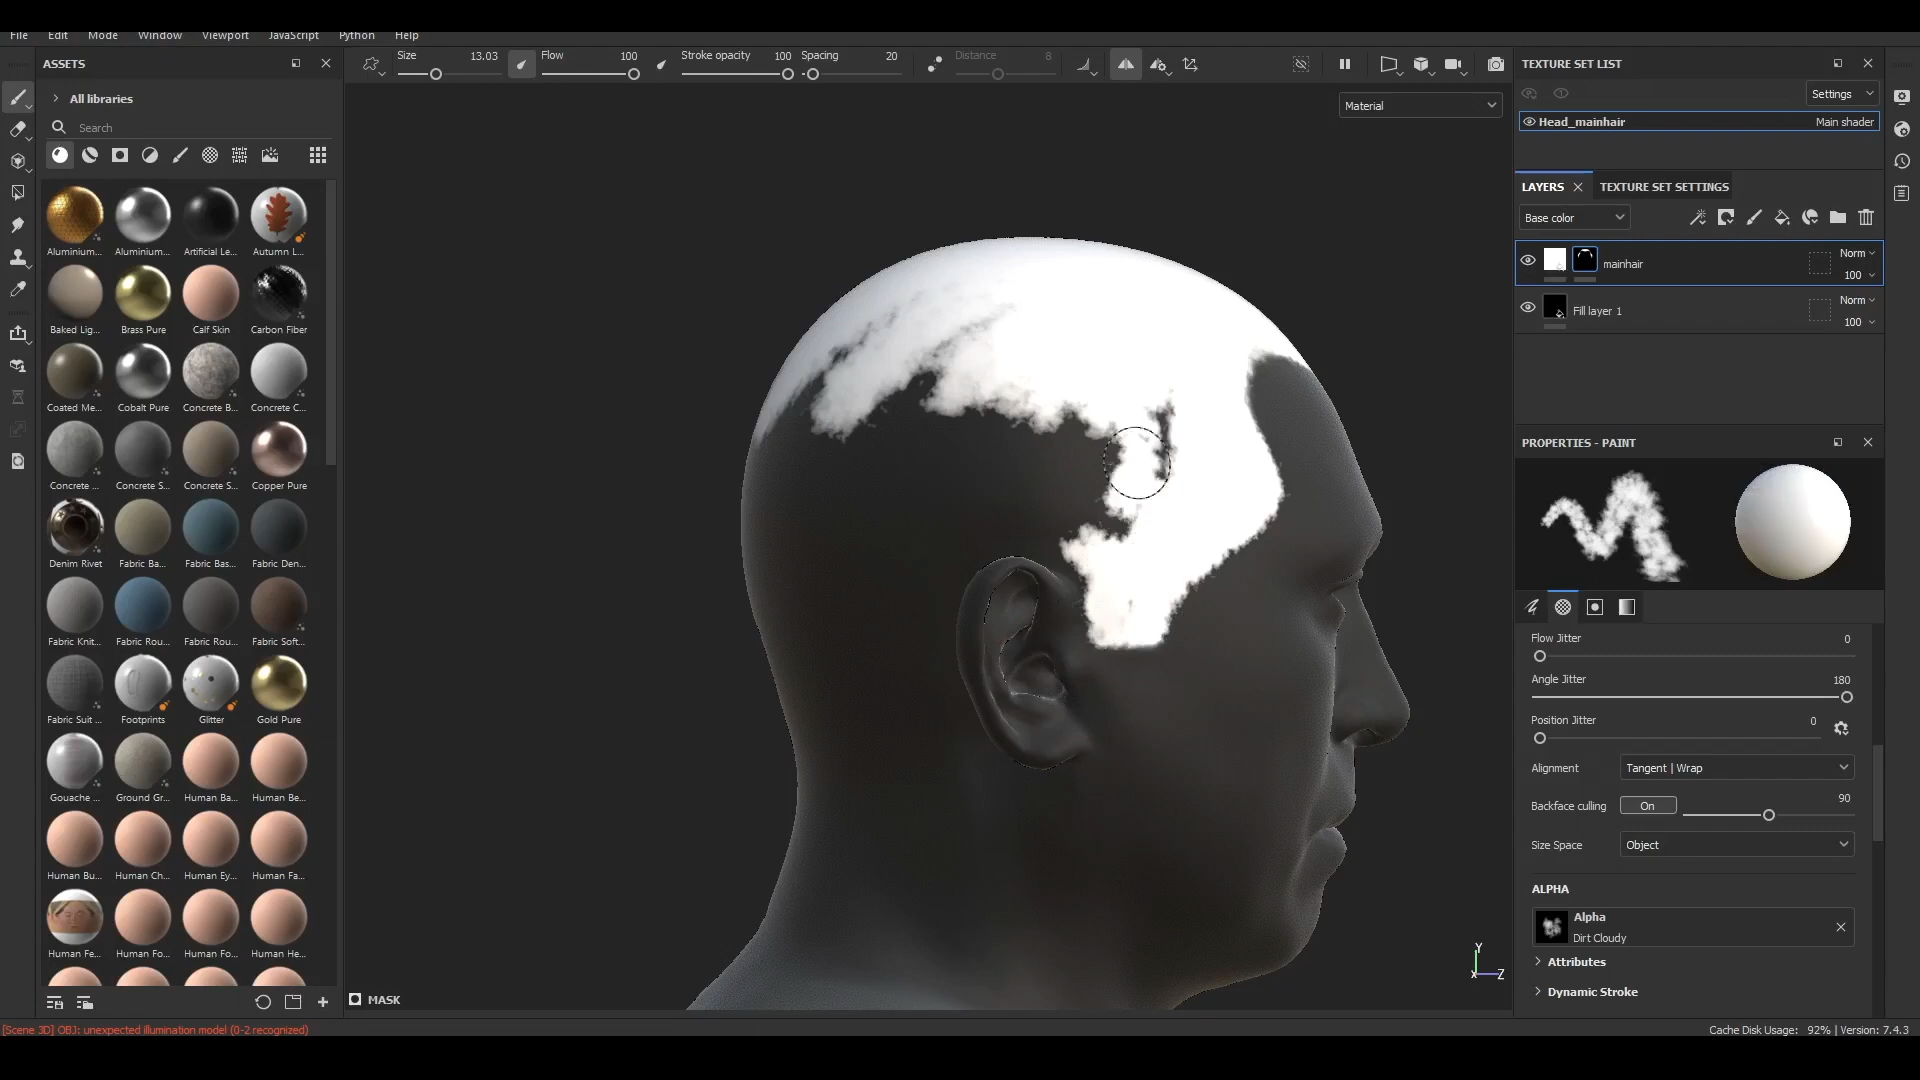 File Edit Mode Window Viewport JavaScript Python Help
ASSETS
Size 13.03 Flow 100 Stroke opacity 100 Spacing 20 Distance 8
All libraries
Search
Aluminium... Aluminium... Artificial Le... Autumn L...
Baked Lig... Brass Pure Calf Skin Carbon Fiber
Coated Me... Cobalt Pure Concrete B... Concrete C...
Concrete ... Concrete S... Concrete S... Copper Pure
Denim Rivet Fabric Ba... Fabric Bas... Fabric Den...
Fabric Knit... Fabric Rou... Fabric Rou... Fabric Soft...
Fabric Suit ... Footprints Glitter Gold Pure
Gouache ... Ground Gr... Human Ba... Human Be...
Human Bu... Human Ch... Human Ey... Human Fa...
Human Fe... Human Fo... Human Fo... Human He...
Material
MASK
Y
X Z
TEXTURE SET LIST
Settings
Head_mainhair Main shader
LAYERS TEXTURE SET SETTINGS
Base color
Norm
mainhair
100
Norm
Fill layer 1
100
PROPERTIES - PAINT
Flow Jitter 0
Angle Jitter 180
Position Jitter 0
Alignment Tangent | Wrap
Backface culling On 90
Size Space Object
ALPHA
Alpha
Dirt Cloudy
Attributes
Dynamic Stroke
[Scene 3D] OBJ: unexpected illumination model (0-2 recognized)
Cache Disk Usage: 92% | Version: 7.4.3